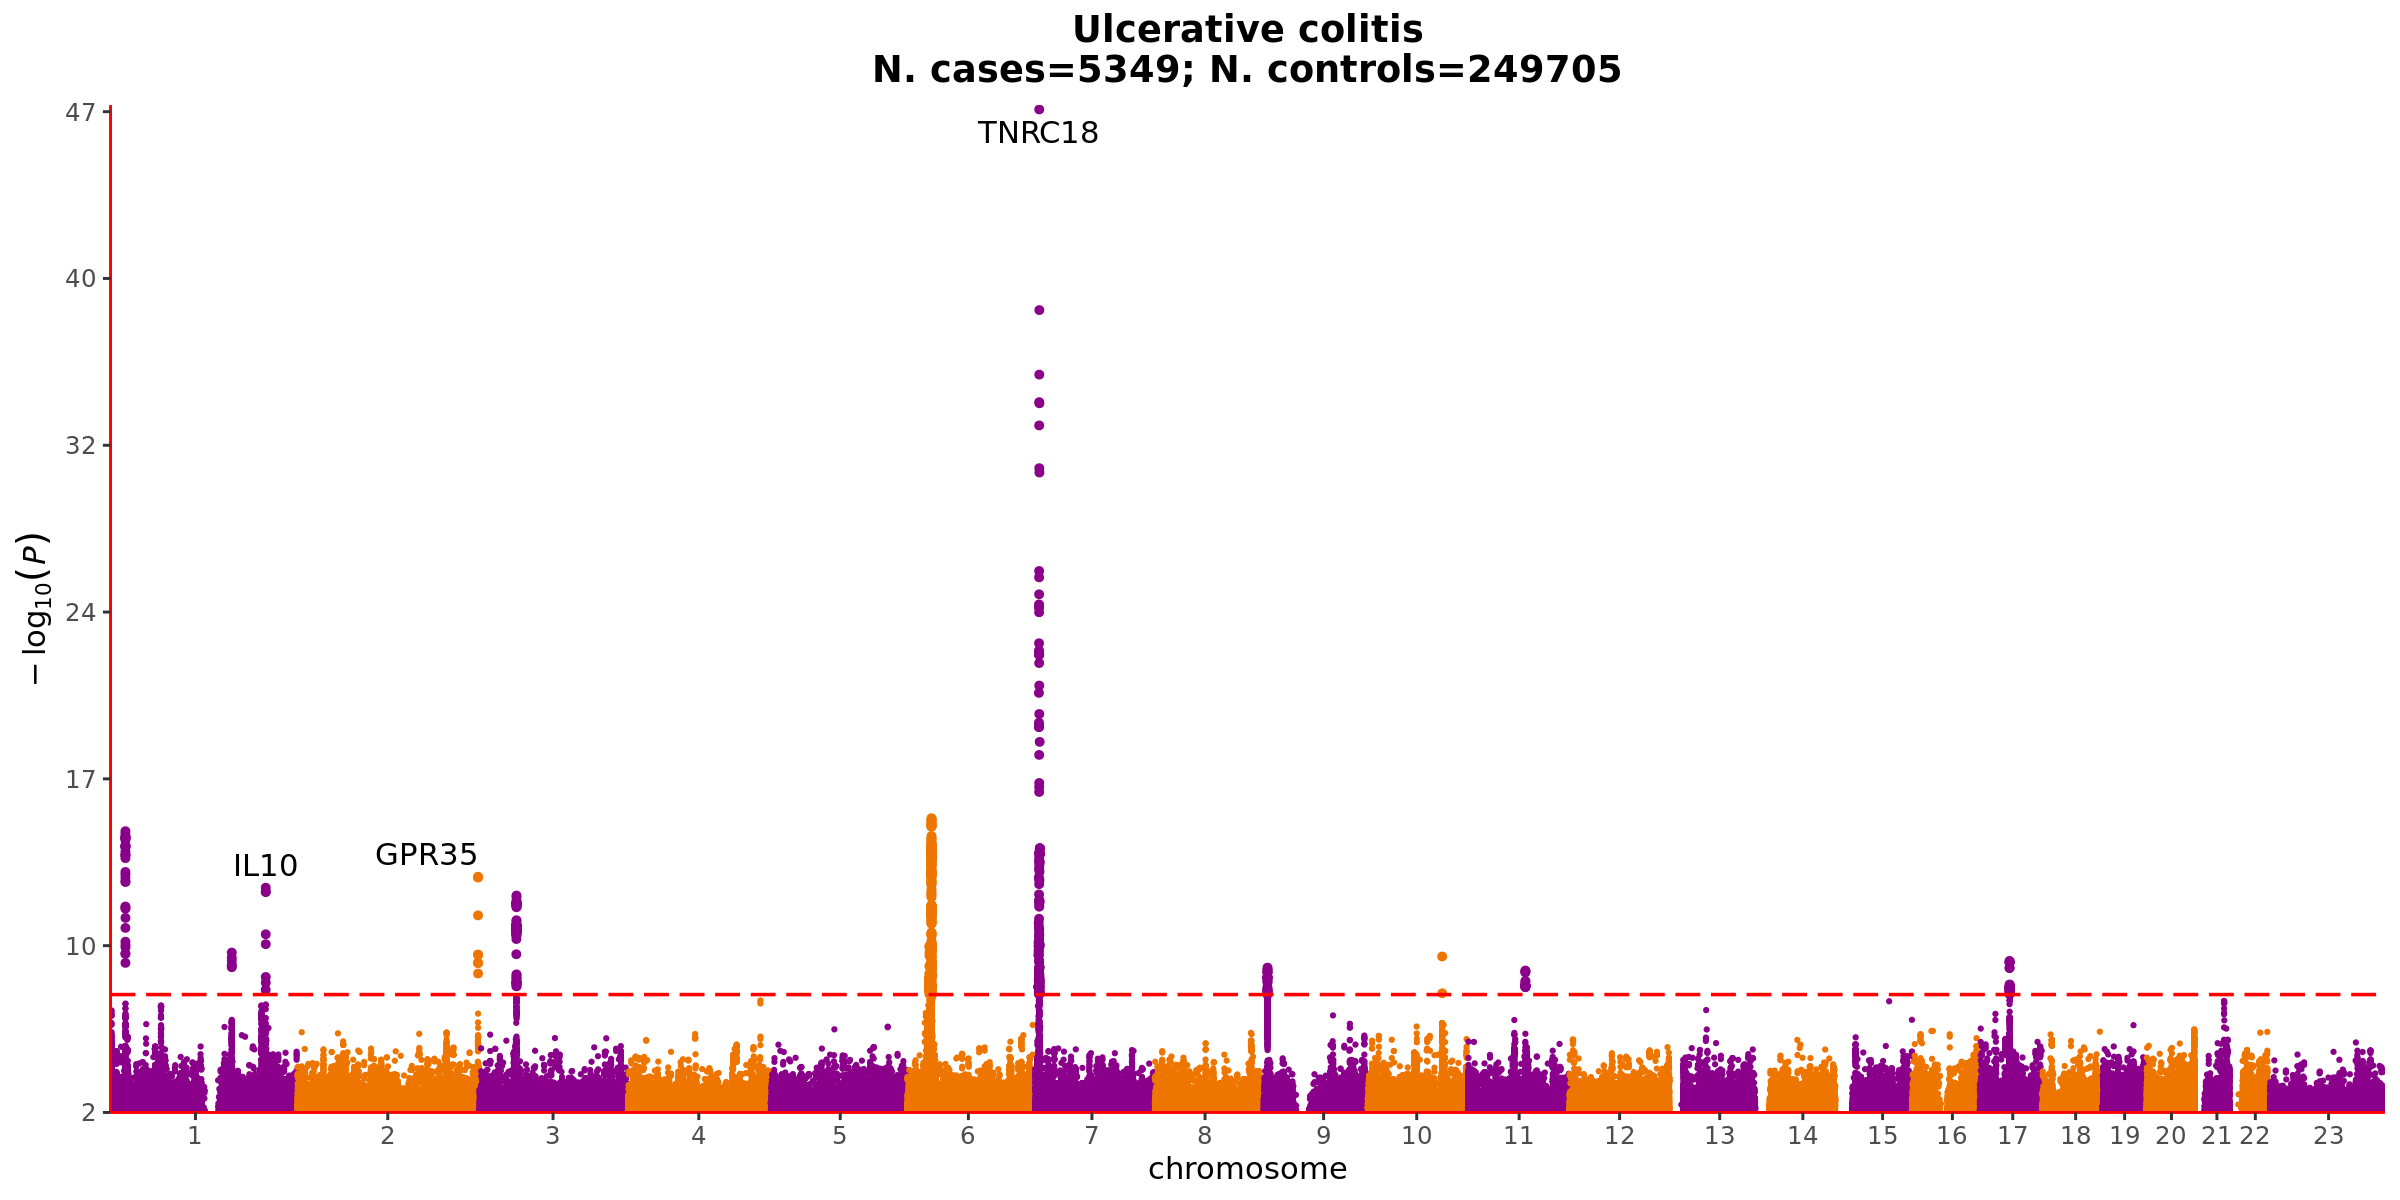 Ulcerative colitis
N. cases=5349; N. controls=249705
47
TNRC18
40
32
24
17
IL10
GPR35
10
2
− log10(P)
1 2 3 4 5 6 7 8 9 10 11 12 13 14 15 16 17 18 19 20 21 22 23
chromosome